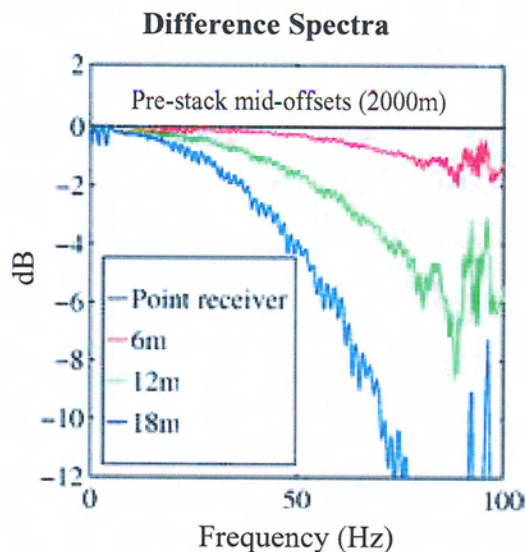 Difference Spectra
2
Pre-stack mid-offsets (2000m)
0
−2
−4
−6
−8
−10
−12
dB
Point receiver
6m
12m
18m
0
50
100
Frequency (Hz)